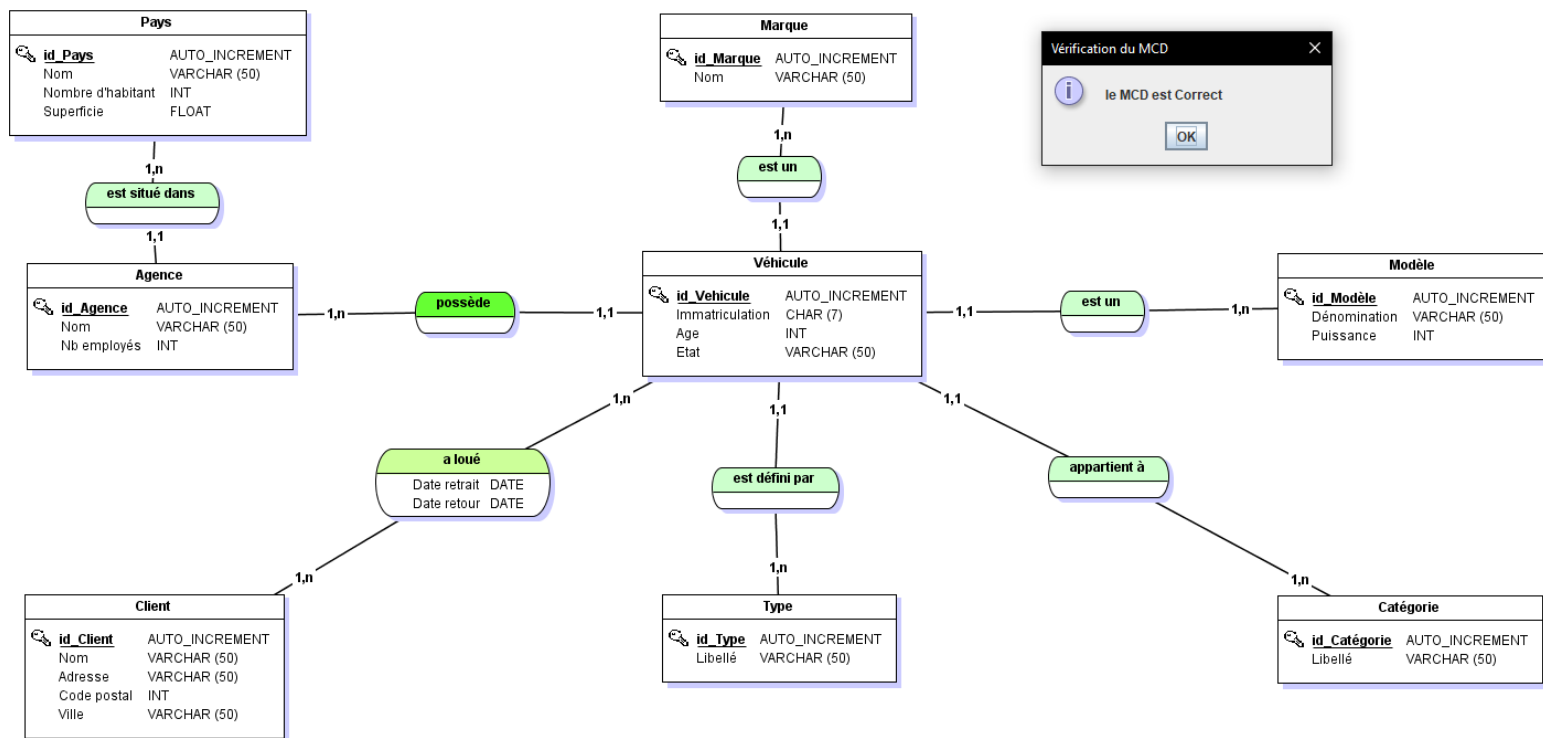 Pays
id_Pays AUTO_INCREMENT
Nom VARCHAR (50)
Nombre d'habitant INT
Superficie FLOAT
1,n
est situé dans
1,1
Marque
id_Marque AUTO_INCREMENT
Nom VARCHAR (50)
1,n
est un
1,1
Vérification du MCD
le MCD est Correct
OK
Agence
id_Agence AUTO_INCREMENT
Nom VARCHAR (50)
Nb employés INT
1,n
possède
1,1
Véhicule
id_Vehicule AUTO_INCREMENT
Immatriculation CHAR (7)
Age INT
Etat VARCHAR (50)
1,1
est un
1,n
Modèle
id_Modèle AUTO_INCREMENT
Dénomination VARCHAR (50)
Puissance INT
1,n
a loué
Date retrait DATE
Date retour DATE
1,n
1,1
est défini par
1,n
1,1
appartient à
1,n
Client
id_Client AUTO_INCREMENT
Nom VARCHAR (50)
Adresse VARCHAR (50)
Code postal INT
Ville VARCHAR (50)
Type
id_Type AUTO_INCREMENT
Libellé VARCHAR (50)
Catégorie
id_Catégorie AUTO_INCREMENT
Libellé VARCHAR (50)